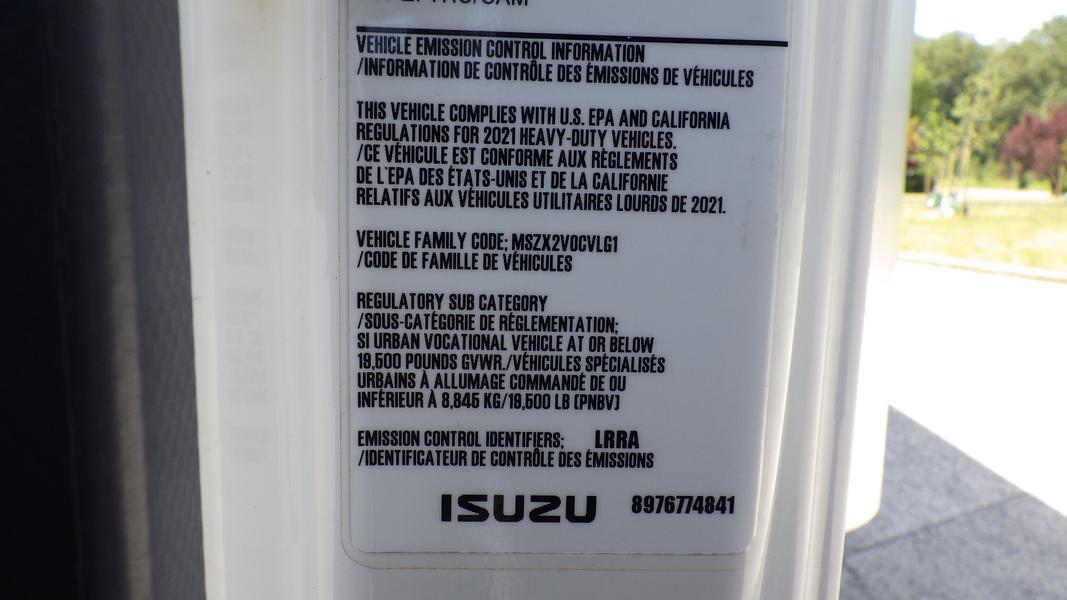 VEHICLE EMISSION CONTROL INFORMATION
/INFORMATION DE CONTRÔLE DES ÉMISSIONS DE VÉHICULES
THIS VEHICLE COMPLIES WITH U.S. EPA AND CALIFORNIA
REGULATIONS FOR 2021 HEAVY-DUTY VEHICLES.
/CE VÉHICULE EST CONFORME AUX RÈGLEMENTS
DE L'EPA DES ÉTATS-UNIS ET DE LA CALIFORNIE
RELATIFS AUX VÉHICULES UTILITAIRES LOURDS DE 2021.
VEHICLE FAMILY CODE; MSZX2VOCVLG1
/CODE DE FAMILLE DE VÉHICULES
REGULATORY SUB CATEGORY
/SOUS-CATÉGORIE DE RÉGLEMENTATION;
SI URBAN VOCATIONAL VEHICLE AT OR BELOW
19,500 POUNDS GVWR./VÉHICULES SPÉCIALISÉS
URBAINS À ALLUMAGE COMMANDÉ DE OU
INFÉRIEUR À 8,845 KG/19,500 LB (PNBV)
EMISSION CONTROL IDENTIFIERS; LRRA
/IDENTIFICATEUR DE CONTRÔLE DES ÉMISSIONS
ISUZU 8976774841